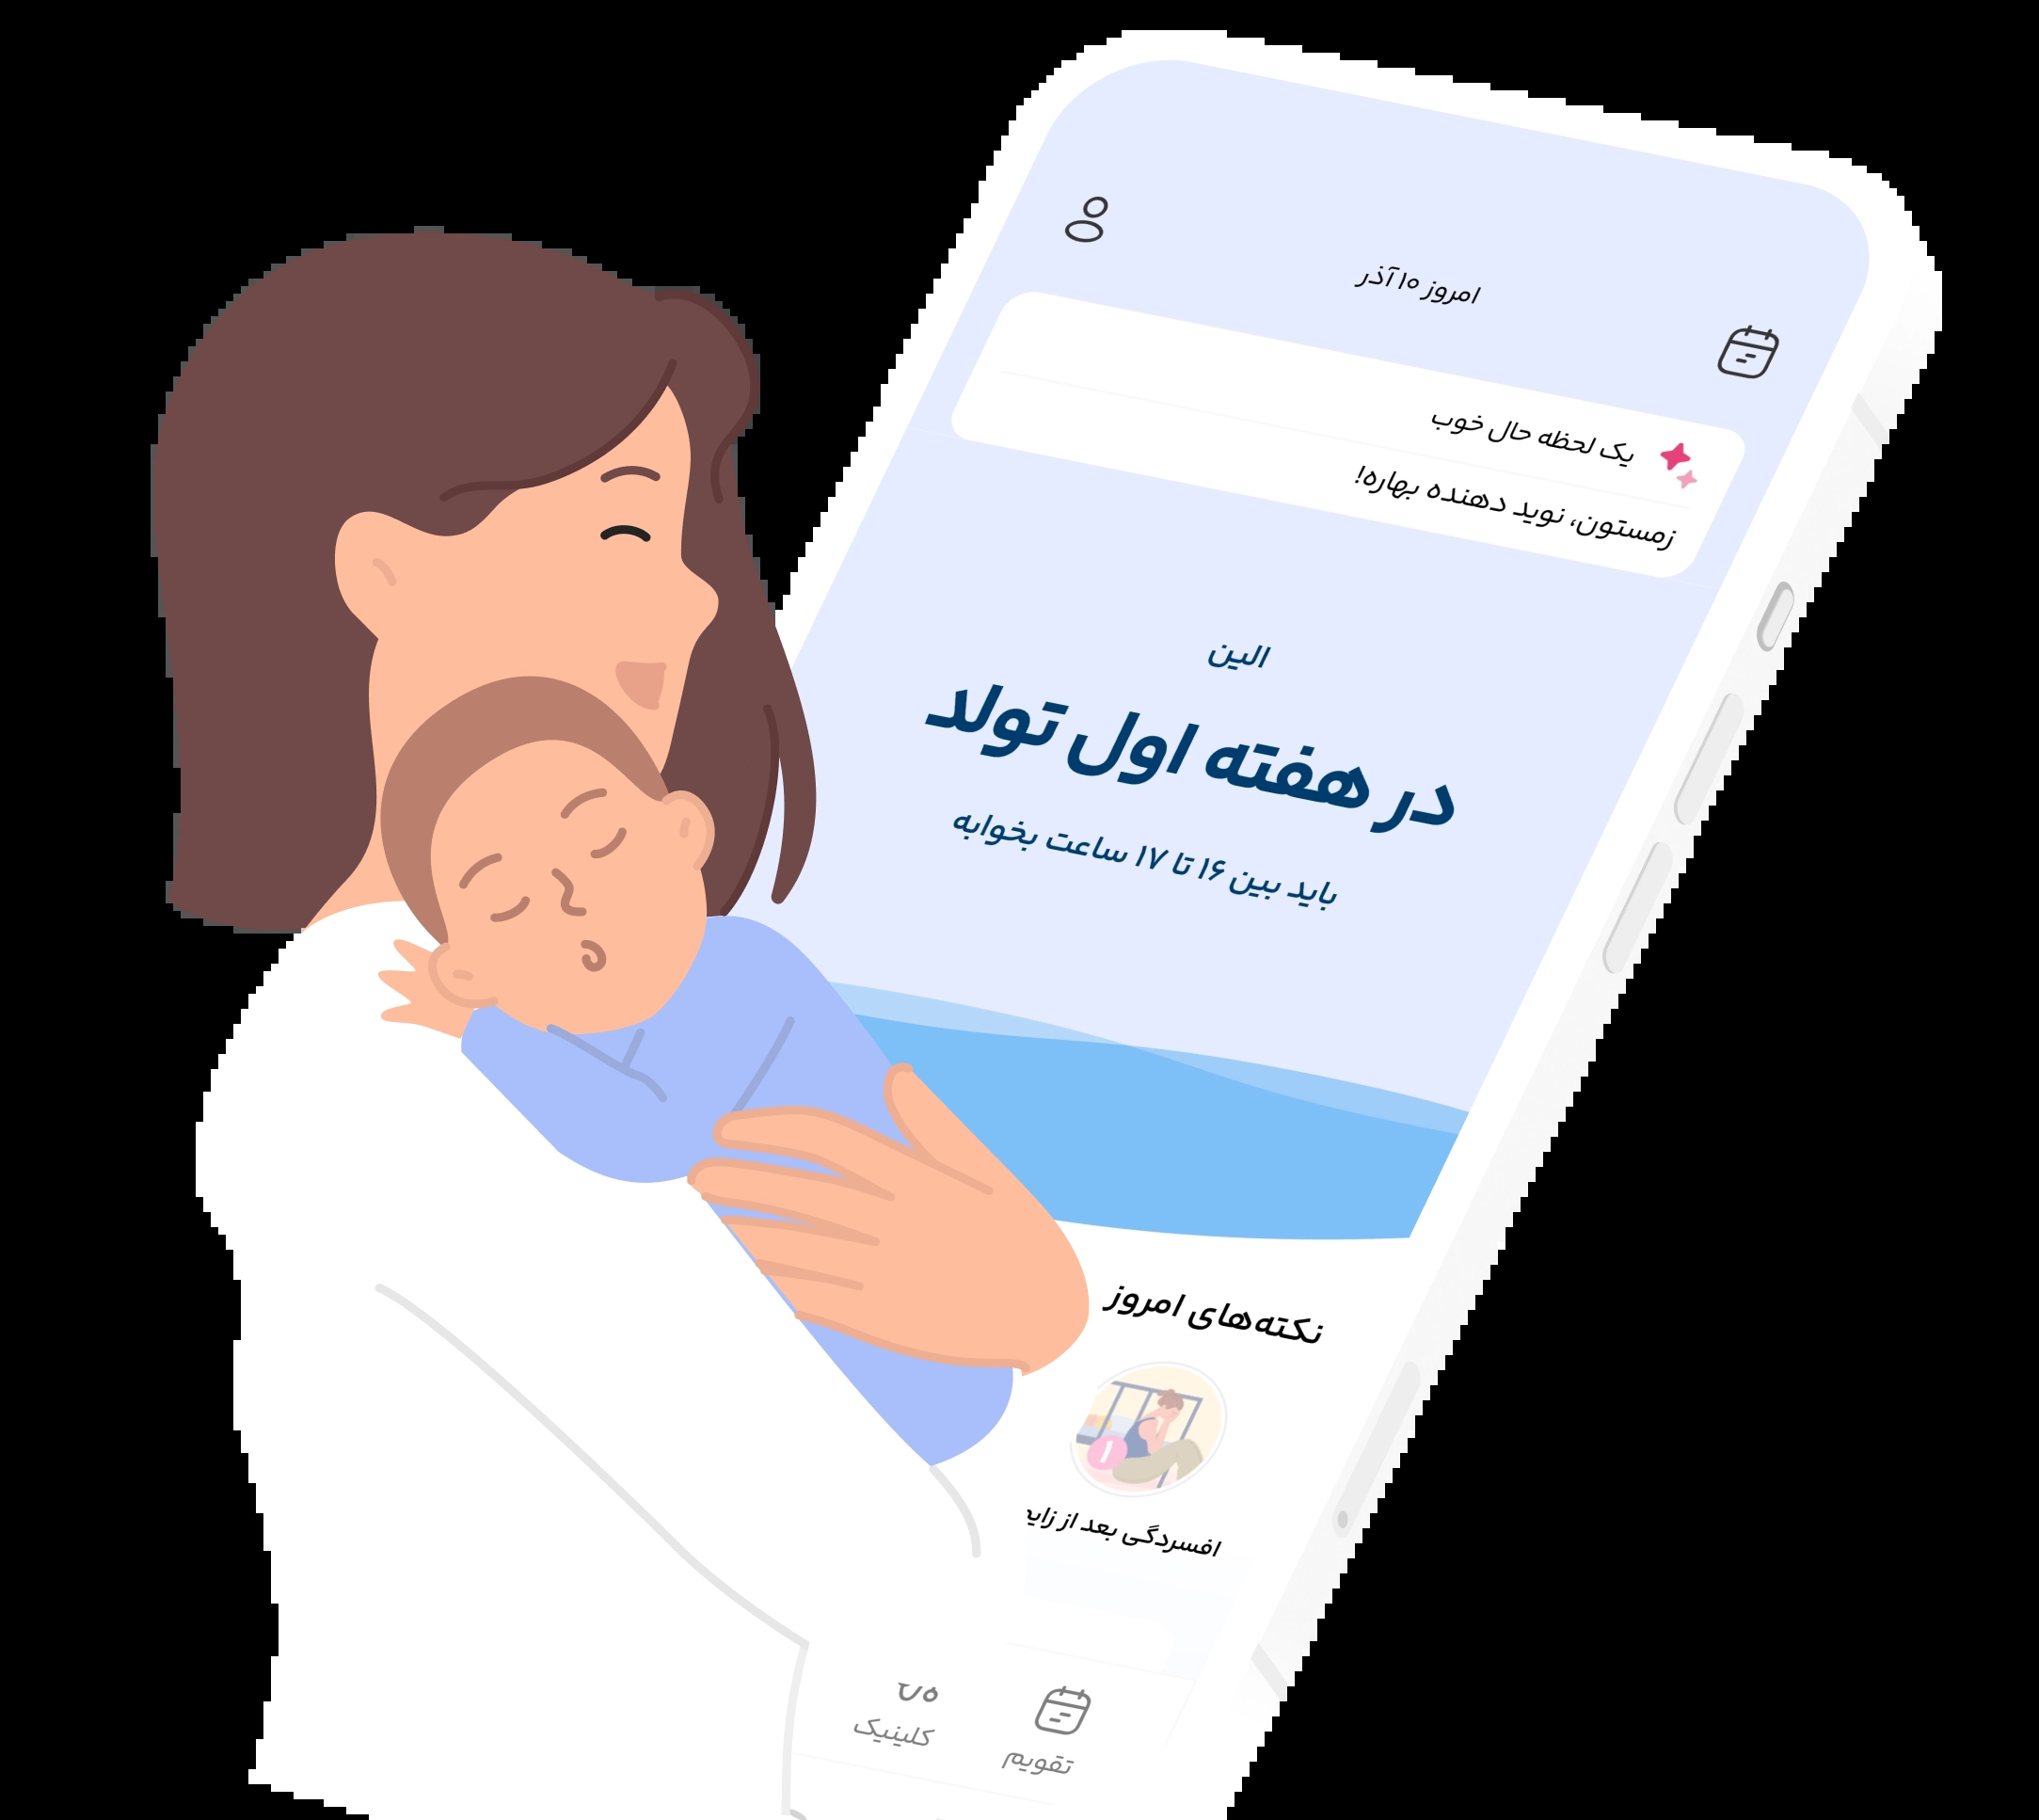 امروز ۱۰ آذر
یک لحظه حال خوب
زمستون، نوید دهنده بهاره!
الین
در هفته اول تولد
باید بین ۱۶ تا ۱۷ ساعت بخوابه
نکته‌های امروز
افسردگی بعد از
تقویم
کلینیک